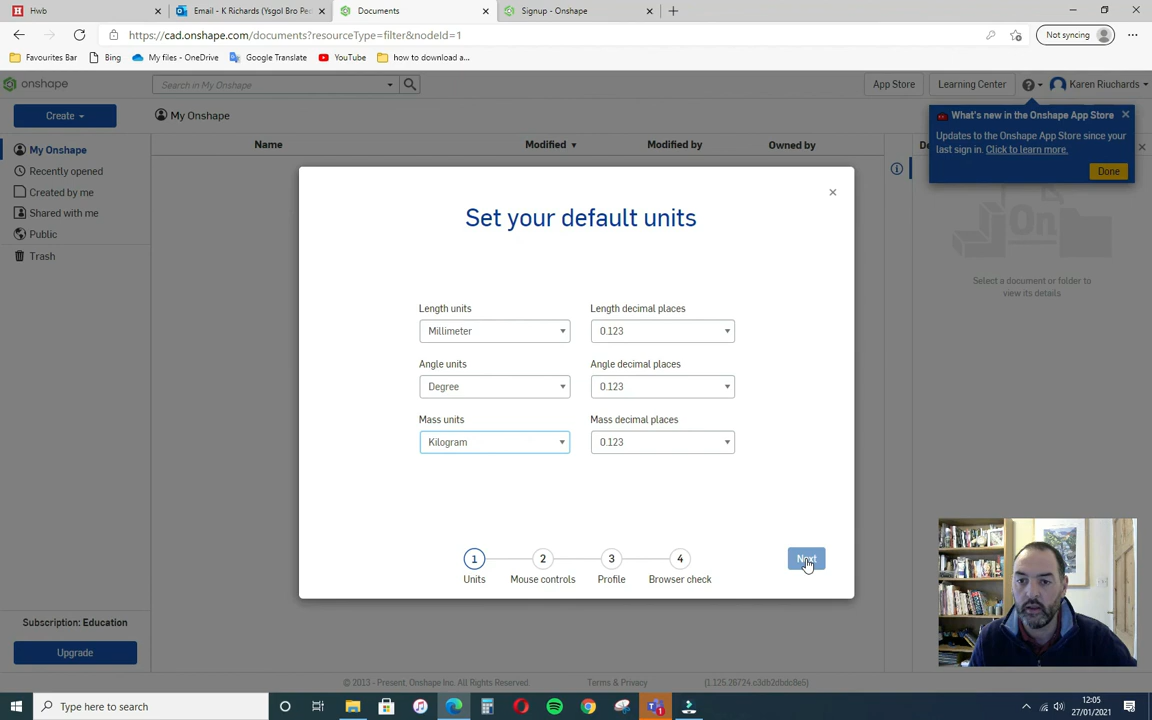 Hwb
Email - K Richards (Ysgol Bro Pe
Documents
Signup - Onshape
https://cad.onshape.com/documents?resourceType=filter&nodeId=1
Not syncing
Favourites Bar
Bing
My files - OneDrive
Google Translate
YouTube
how to download a...
onshape
Search in My Onshape
App Store
Learning Center
Karen Riuchards
Create
My Onshape
What's new in the Onshape App Store
Updates to the Onshape App Store since your
last sign in. Click to learn more.
Done
My Onshape
Recently opened
Created by me
Shared with me
Public
Trash
Name
Modified
Modified by
Owned by
Select a document or folder to
view its details
Set your default units
Length units
Length decimal places
Millimeter
0.123
Angle units
Angle decimal places
Degree
0.123
Mass units
Mass decimal places
Kilogram
0.123
1
2
3
4
Units
Mouse controls
Profile
Browser check
Next
Subscription: Education
Upgrade
© 2013 - Present, Onshape Inc. All Rights Reserved
Terms & Privacy
(1.125.26724.c3db2dbdc8e5)
Type here to search
12:05
27/01/2021